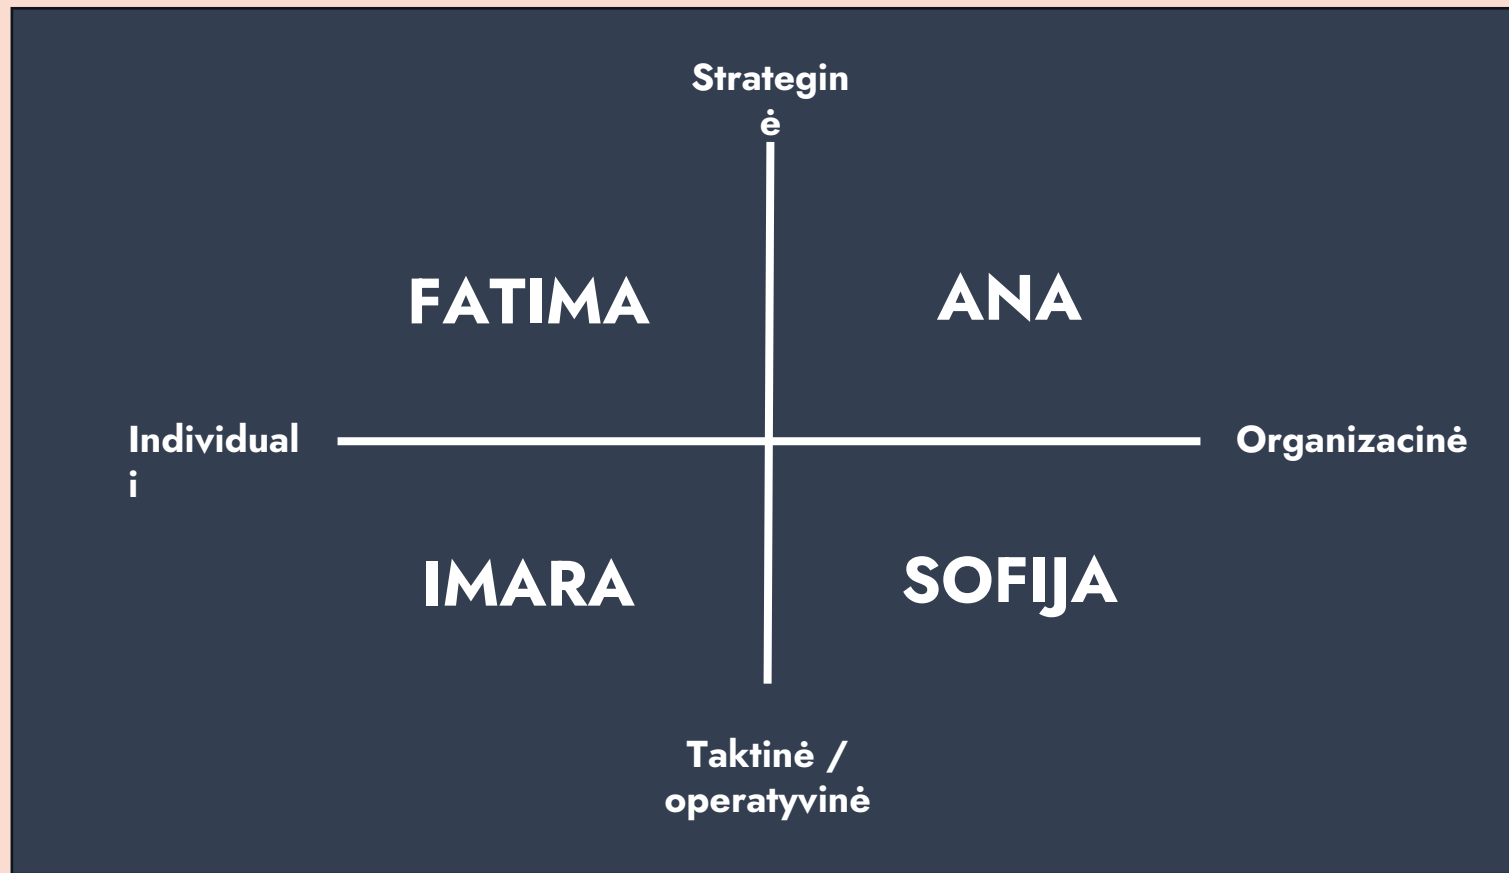 Strategin
ė
FATIMA
ANA
Individual
i
Organizacinė
IMARA
SOFIJA
Taktinė /
operatyvinė